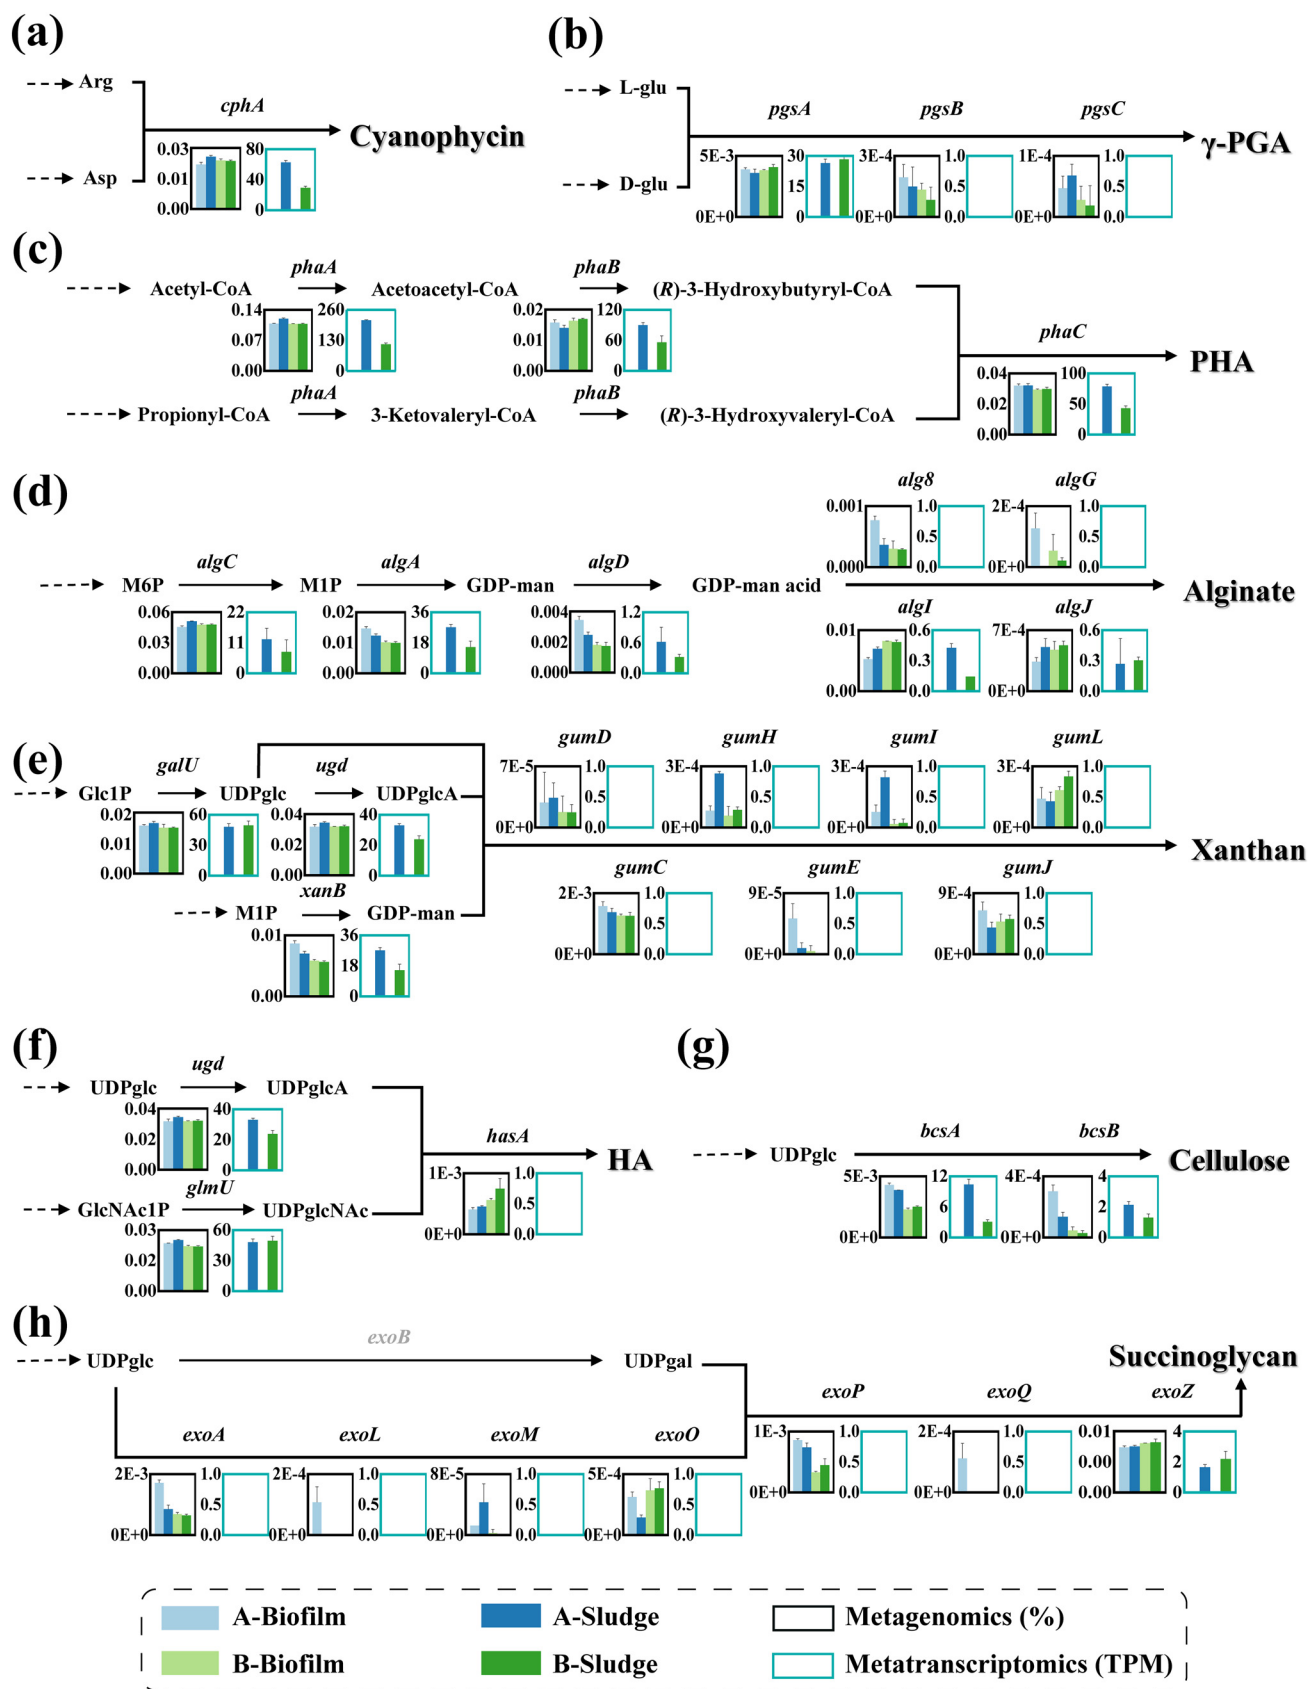 (a)
Arg
cphA
Cyanophycin
0.03 80
0.01 40
0.00 0
Asp
(b)
L-glu
pgsA pgsB pgsC
γ-PGA
D-glu
5E-3 30 3E-4 1.0 1E-4 1.0
15 0.5 0.5
0E+0 0 0E+0 0.0 0E+0 0.0
(c)
phaA phaB
Acetyl-CoA Acetoacetyl-CoA (R)-3-Hydroxybutyryl-CoA
0.14 260 0.02 120
0.07 130 0.01 60
0.00 0 0.00 0
phaC
PHA
0.04 100
0.02 50
0.00 0
phaA phaB
Propionyl-CoA 3-Ketovaleryl-CoA (R)-3-Hydroxyvaleryl-CoA
(d)
alg8 algG
0.001 1.0 2E-4 1.0
0.5 0.5
0.000 0.0 0E+0 0.0
algC algA algD
M6P M1P GDP-man GDP-man acid
Alginate
0.06 22 0.02 36 0.004 1.2
0.03 11 0.01 18 0.002 0.6
0.00 0 0.00 0 0.000 0.0
algI algJ
0.01 0.6 7E-4 0.6
0.3 0.3
0.00 0.0 0E+0 0.0
(e)
galU ugd
Glc1P UDPglc UDPglcA
0.02 60 0.04 40
0.01 30 0.02 20
0.00 0 0.00 0
xanB
M1P GDP-man
0.01 36
18
0.00 0
gumD gumH gumI gumL
7E-5 1.0 3E-4 1.0 3E-4 1.0 3E-4 1.0
0.5 0.5 0.5 0.5
0E+0 0.0 0E+0 0.0 0E+0 0.0 0E+0 0.0
Xanthan
gumC gumE gumJ
2E-3 1.0 9E-5 1.0 9E-4 1.0
0.5 0.5 0.5
0E+0 0.0 0E+0 0.0 0E+0 0.0
(f)
ugd
UDPglc UDPglcA
0.04 40
0.02 20
0.00 0
glmU
GlcNAc1P UDPglcNAc
0.03 60
0.01 30
0.00 0
hasA
HA
1E-3 1.0
0.5
0E+0 0.0
(g)
bcsA bcsB
UDPglc
Cellulose
5E-3 12 4E-4 4
6 2
0E+0 0 0E+0 0
(h)
exoB
UDPglc UDPgal
Succinoglycan
exoP exoQ exoZ
1E-3 1.0 2E-4 1.0 0.01 4
0.5 0.5 0.00 2
0E+0 0.0 0E+0 0.0 0.00 0
exoA exoL exoM exoO
2E-3 1.0 2E-4 1.0 8E-5 1.0 5E-4 1.0
0.5 0.5 0.5 0.5
0E+0 0.0 0E+0 0.0 0E+0 0.0 0E+0 0.0
A-Biofilm A-Sludge Metagenomics (%)
B-Biofilm B-Sludge Metatranscriptomics (TPM)